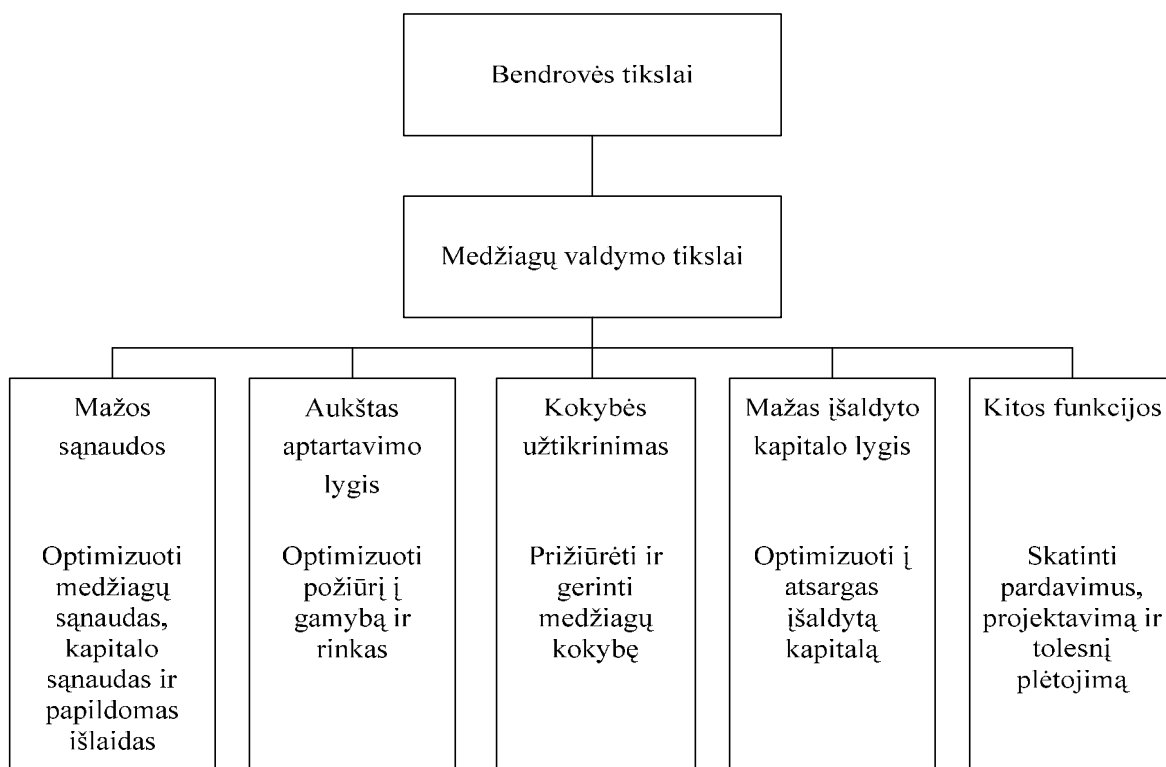 Bendrovės tikslai
Medžiagų valdymo tikslai
Mažos
sąnaudos
Optimizuoti
medžiagų
sąnaudas,
kapitalo
sąnaudas ir
papildomas
išlaidas
Aukštas
aptartavimo
lygis
Optimizuoti
požiūrį į
gamybą ir
rinkas
Kokybės
užtikrinimas
Prižiūrėti ir
gerinti
medžiagų
kokybę
Mažas įšaldyto
kapitalo lygis
Optimizuoti į
atsargas
įšaldytą
kapitalą
Kitos funkcijos
Skatinti
pardavimus,
projektavimą ir
tolesnį
plėtojimą